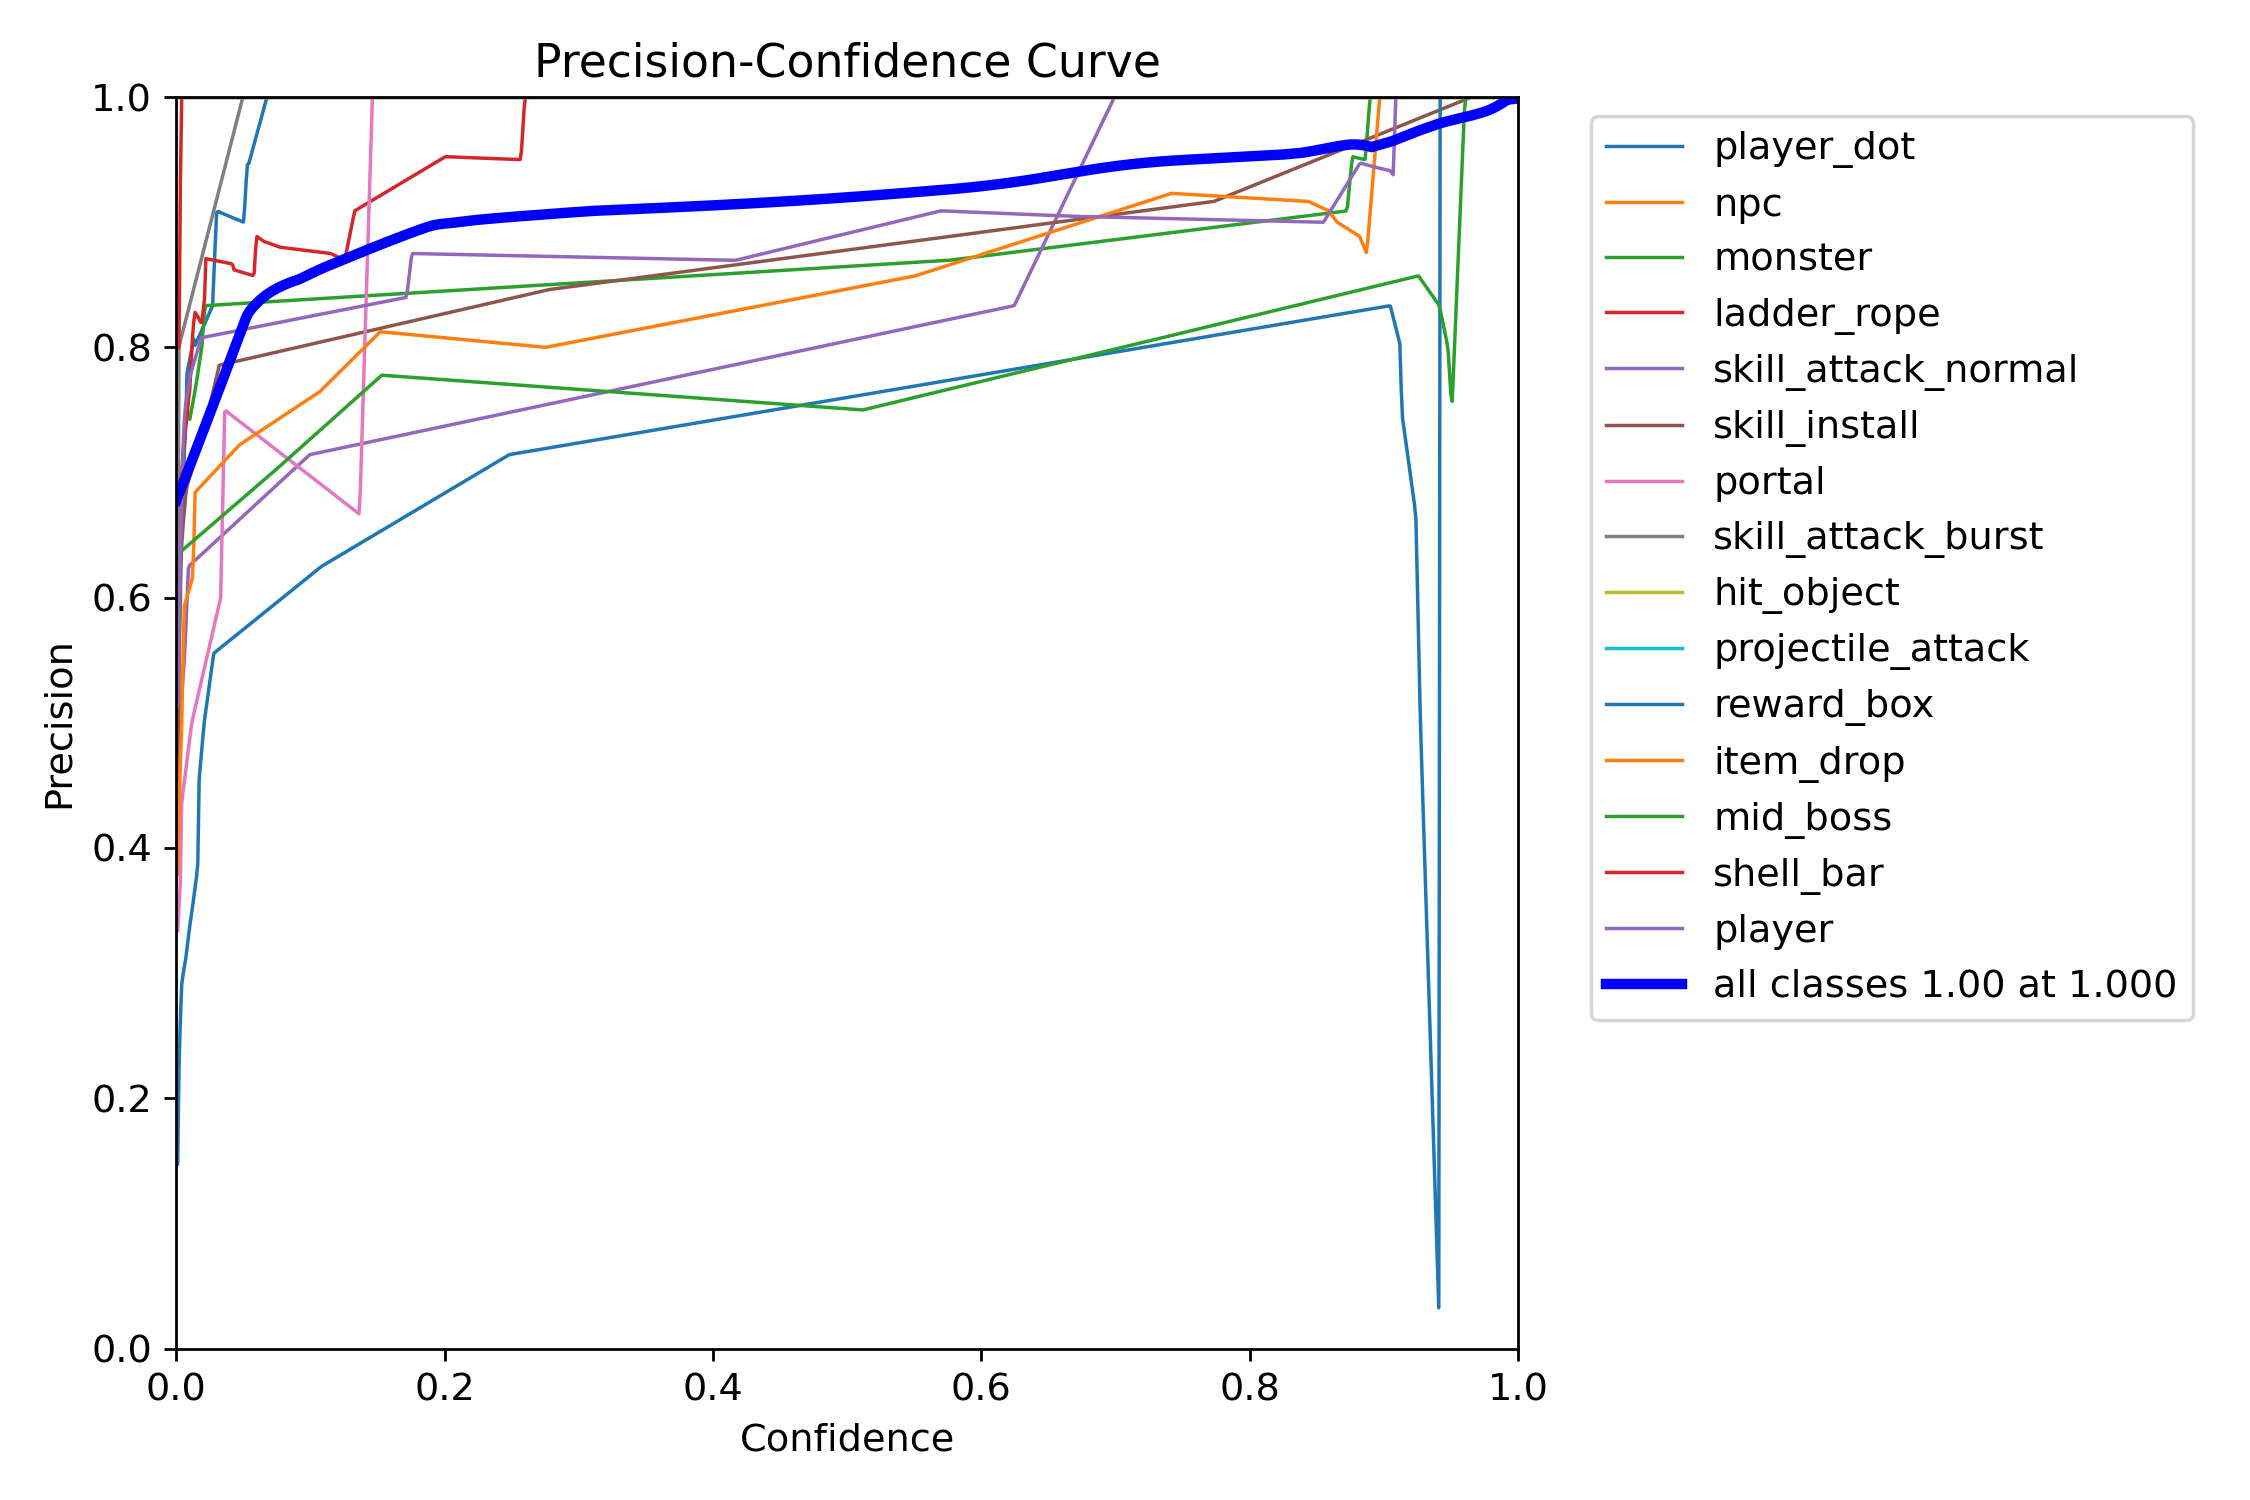 Precision-Confidence Curve
1.0
0.8
0.6
0.4
0.2
0.0
Precision
0.0 0.2 0.4 0.6 0.8 1.0
Confidence
player_dot
npc
monster
ladder_rope
skill_attack_normal
skill_install
portal
skill_attack_burst
hit_object
projectile_attack
reward_box
item_drop
mid_boss
shell_bar
player
all classes 1.00 at 1.000